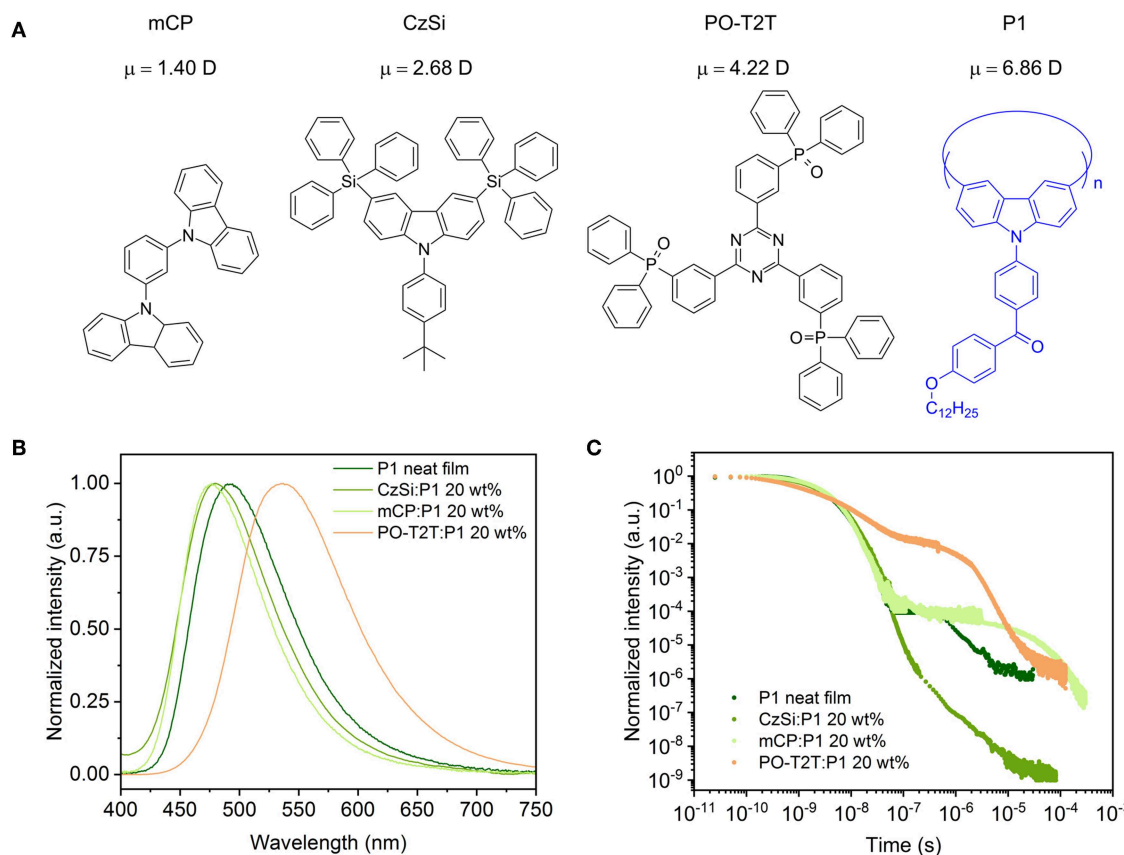 A
mCP
CzSi
PO-T2T
P1
μ = 1.40 D
μ = 2.68 D
μ = 4.22 D
μ = 6.86 D
N
N
Si
Si
N
P
O
P
O
N
N
N
O
P
n
N
O
O
C12H25
B
Normalized intensity (a.u.)
1.00
0.75
0.50
0.25
0.00
400
450
500
550
600
650
700
750
Wavelength (nm)
P1 neat film
CzSi:P1 20 wt%
mCP:P1 20 wt%
PO-T2T:P1 20 wt%
C
Normalized intensity (a.u.)
10^0
10^-1
10^-2
10^-3
10^-4
10^-5
10^-6
10^-7
10^-8
10^-9
P1 neat film
CzSi:P1 20 wt%
mCP:P1 20 wt%
PO-T2T:P1 20 wt%
10^-11
10^-10
10^-9
10^-8
10^-7
10^-6
10^-5
10^-4
10^-3
Time (s)